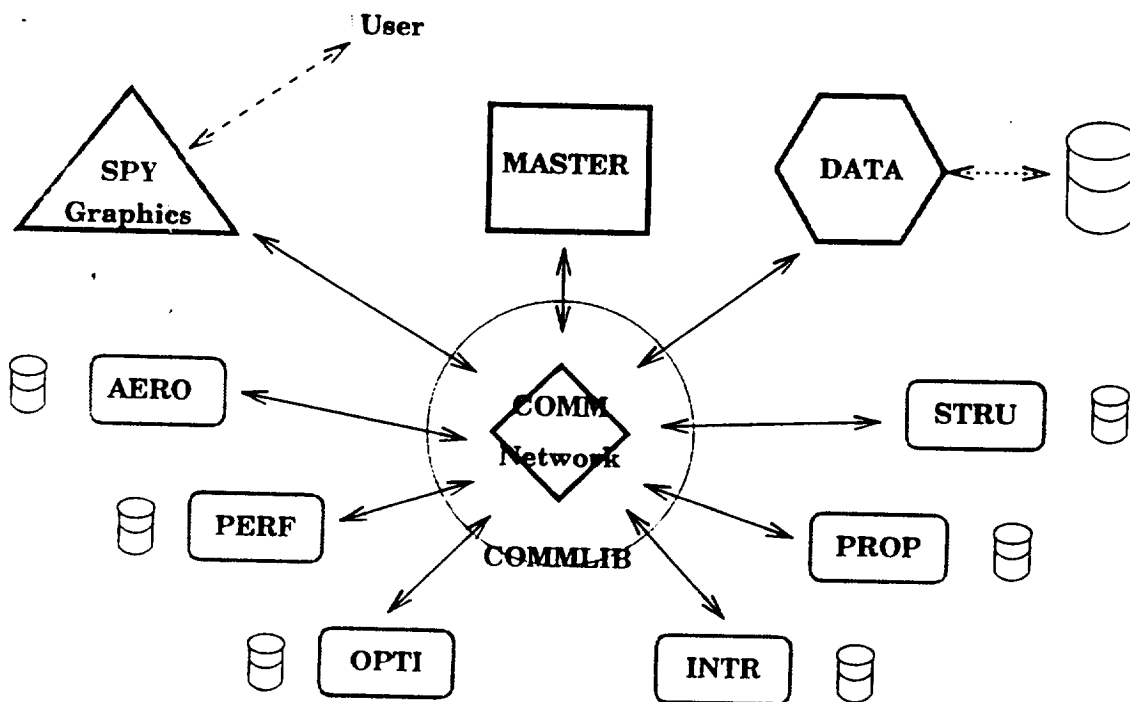 User
SPY
Graphics
MASTER
DATA
AERO
COMM
Network
STRU
PERF
COMMLIB
PROP
OPTI
INTR